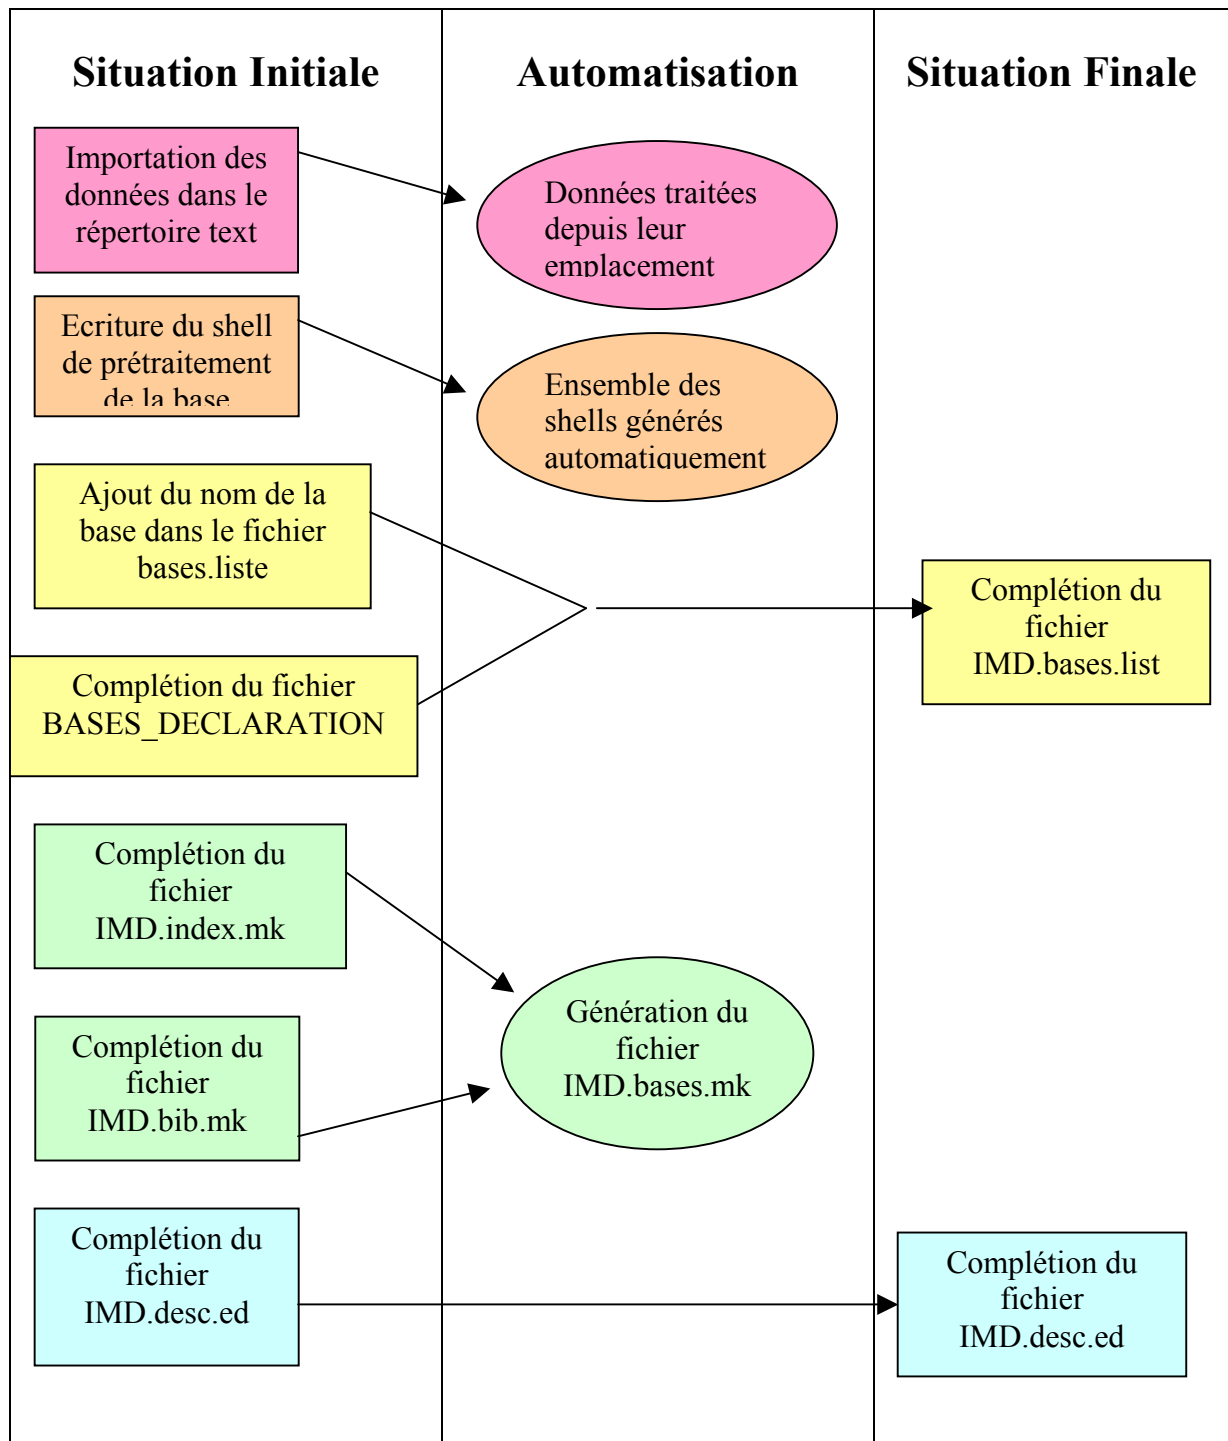 Situation Initiale
Automatisation
Situation Finale
Importation des
données dans le
répertoire text
Données traitées
depuis leur
emplacement
Ecriture du shell
de prétraitement
de la base
Ensemble des
shells générés
automatiquement
Ajout du nom de la
base dans le fichier
bases.liste
Complétion du
fichier
IMD.bases.list
Complétion du fichier
BASES_DECLARATION
Complétion du
fichier
IMD.index.mk
Génération du
fichier
IMD.bases.mk
Complétion du
fichier
IMD.bib.mk
Complétion du
fichier
IMD.desc.ed
Complétion du
fichier
IMD.desc.ed